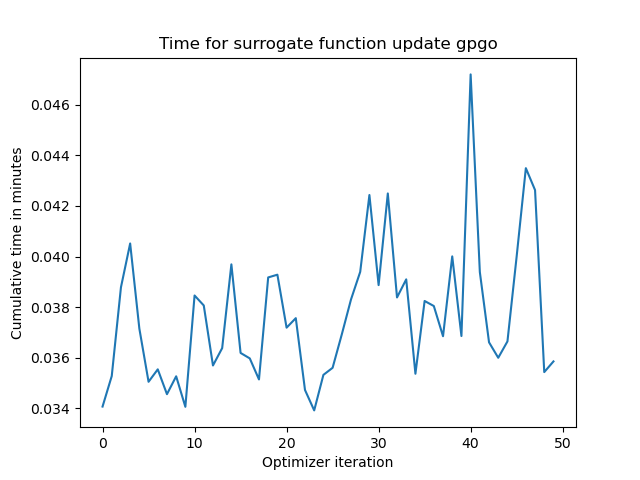 Time for surrogate function update gpgo
Cumulative time in minutes
0.046
0.044
0.042
0.040
0.038
0.036
0.034
0 10 20 30 40 50
Optimizer iteration